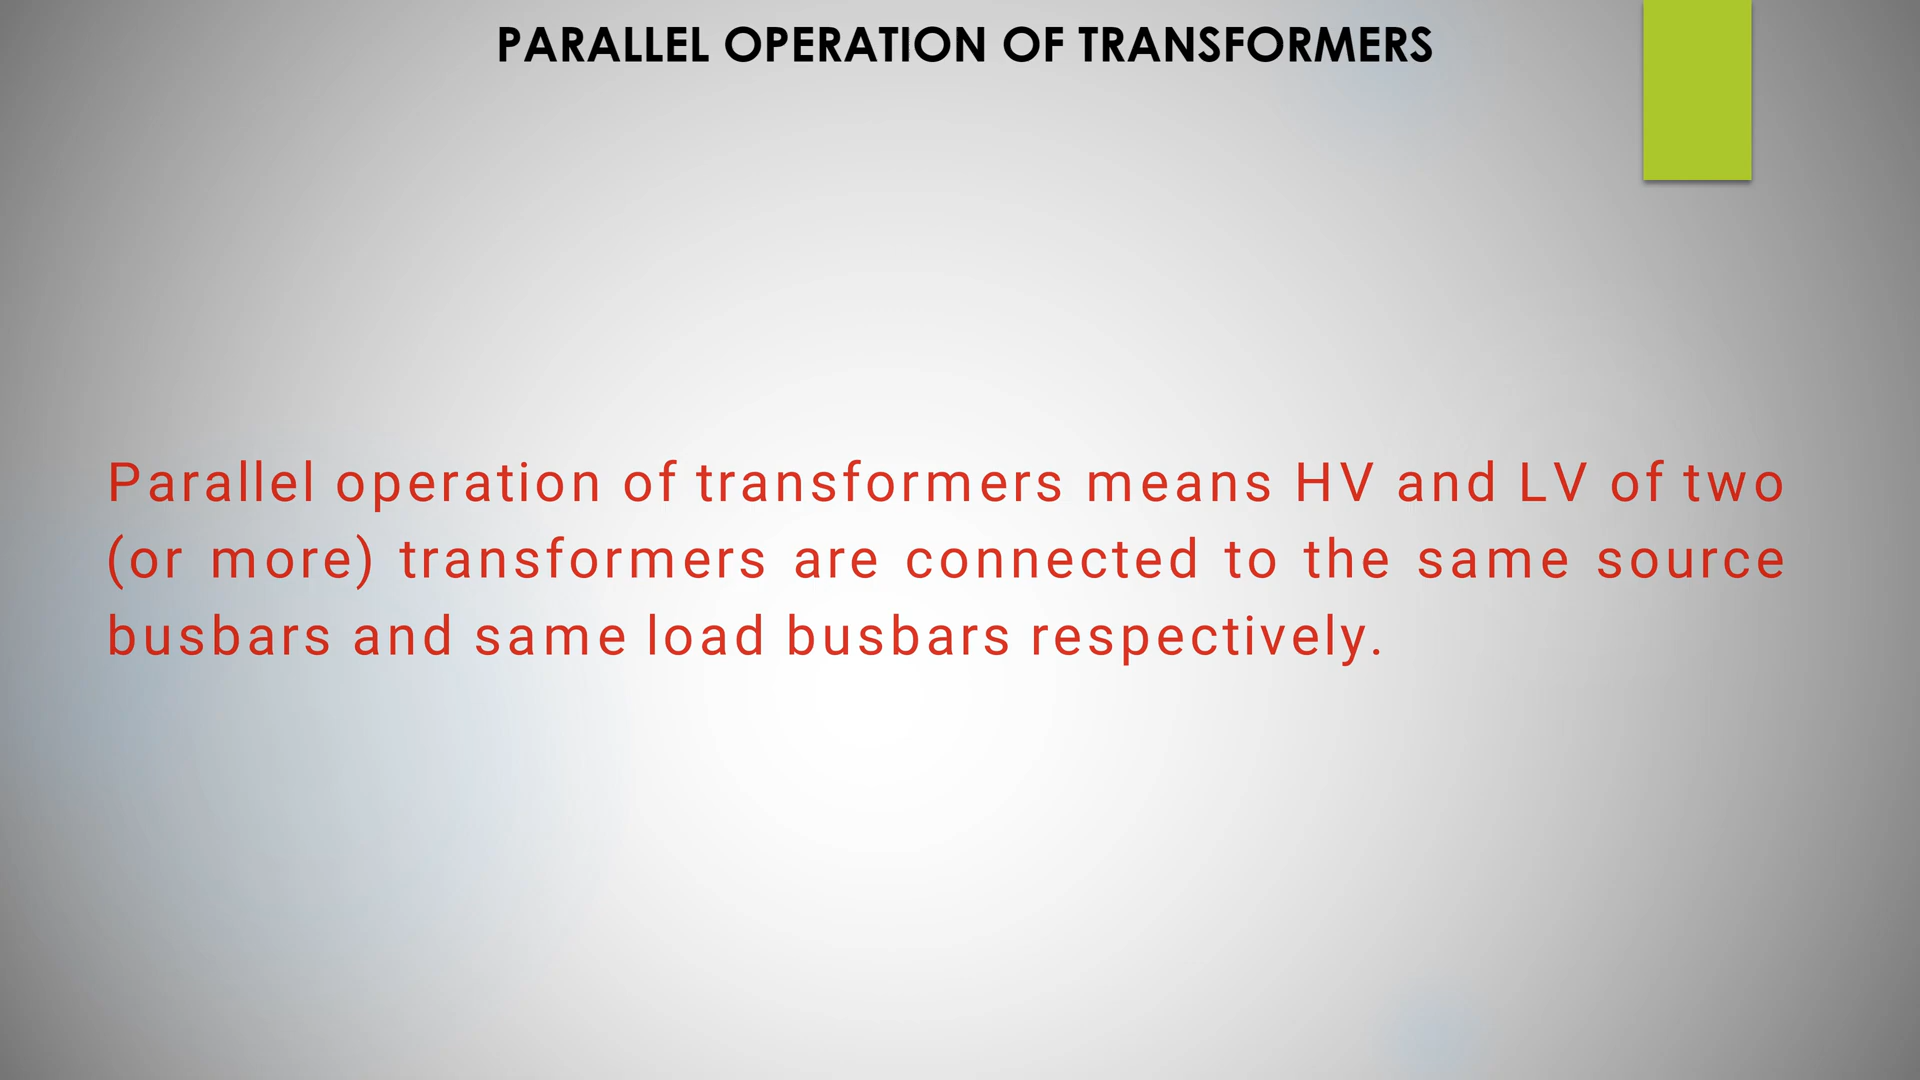 PARALLEL OPERATION OF TRANSFORMERS
Parallel operation of transformers means HV and LV of two
(or more) transformers are connected to the same source
busbars and same load busbars respectively.